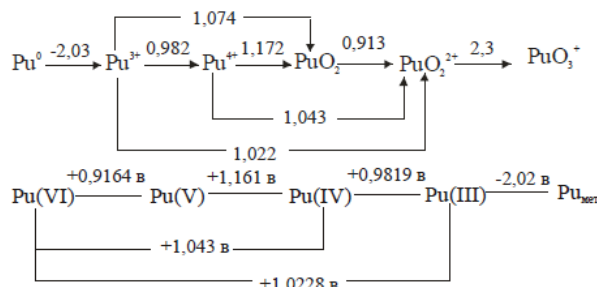 1,074
Pu⁰ -2,03 Pu³⁺ 0,982 Pu⁴⁺ 1,172 PuO₂ 0,913 PuO₂²⁺ 2,3 PuO₃⁺
1,043
1,022
+0,9164 в +1,161 в +0,9819 в -2,02 в
Pu(VI) Pu(V) Pu(IV) Pu(III) Puмет
+1,043 в
+1,0228 в